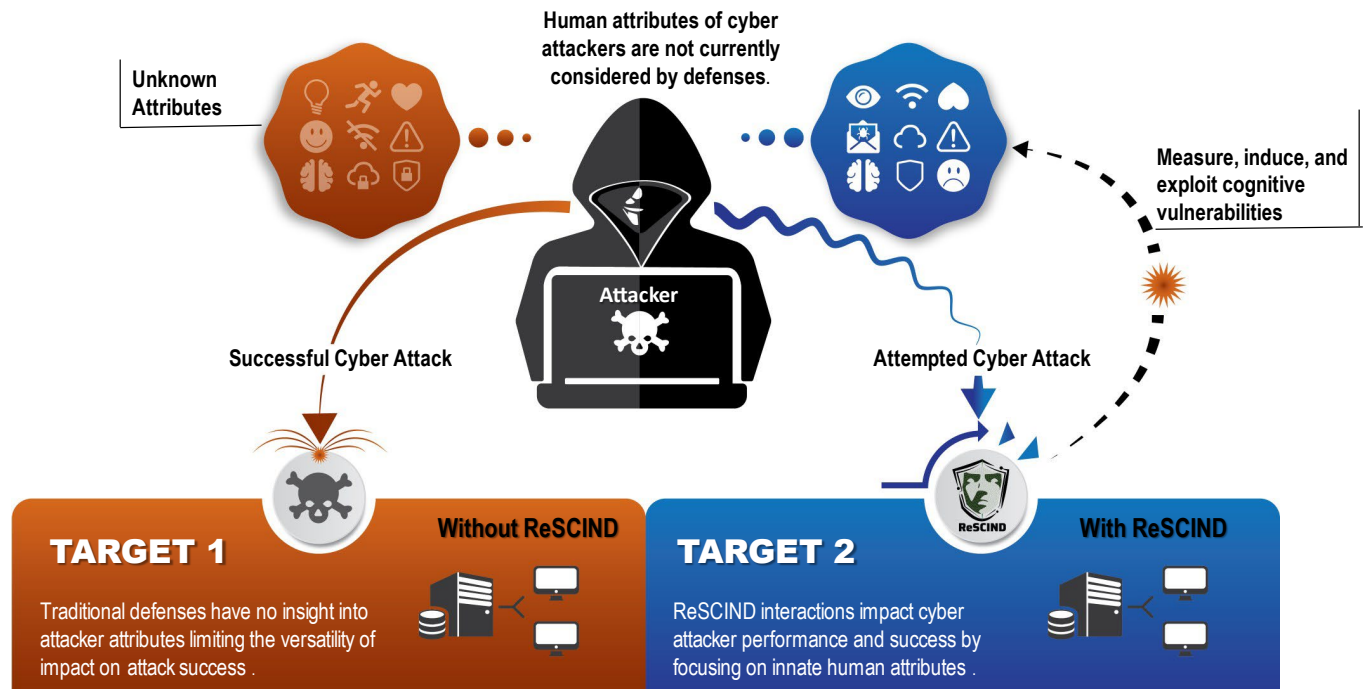 Human attributes of cyber
attackers are not currently
considered by defenses.
Unknown
Attributes
Measure, induce, and
exploit cognitive
vulnerabilities
Attacker
Successful Cyber Attack
Attempted Cyber Attack
ReSCIND
Without ReSCIND
With ReSCIND
TARGET 1
TARGET 2
Traditional defenses have no insight into
attacker attributes limiting the versatility of
impact on attack success .
ReSCIND interactions impact cyber
attacker performance and success by
focusing on innate human attributes .